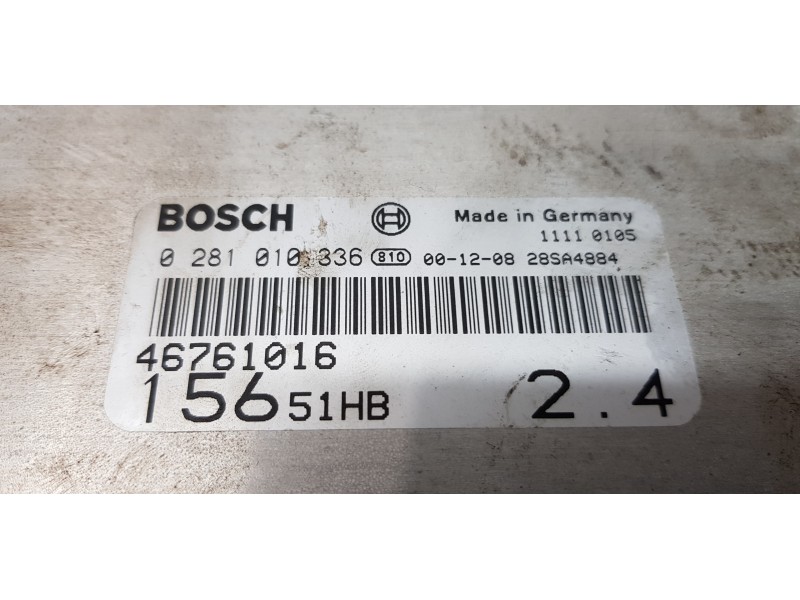 BOSCH Made in Germany
1111 0105
0 281 010 336 810 00-12-08 28SA4884
46761016
156 51HB 2.4